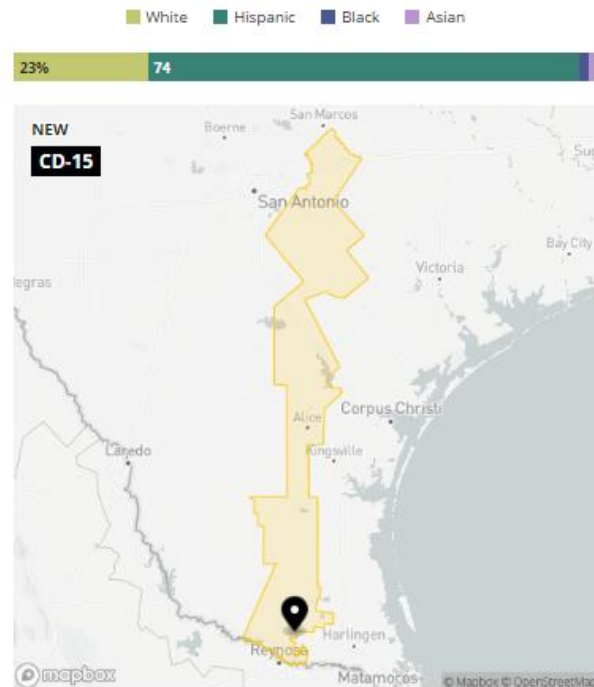 White Hispanic Black Asian
23% 74
NEW
CD-15
San Marcos
Boerne
San Antonio
Bay City
Victoria
Corpus Christi
Alice
Kingsville
Laredo
Harlingen
Reynosa
Matamoros
mapbox
© Mapbox © OpenStreetMap